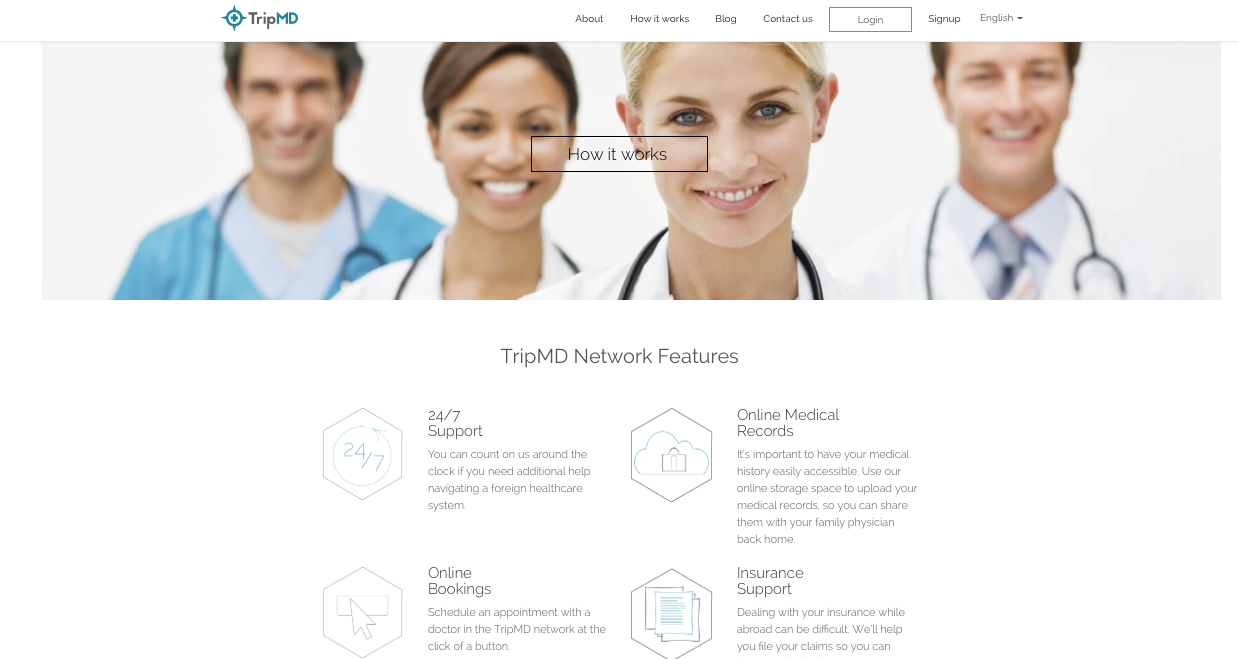 TripMD
About
How it works
Blog
Contact us
Login
Signup
English
How it works
TripMD Network Features
24/7
24/7
Support
You can count on us around the
clock if you need additional help
navigating a foreign healthcare
system.
Online Medical
Records
It's important to have your medical
history easily accessible. Use our
online storage space to upload your
medical records, so you can share
them with your family physician
back home.
Online
Bookings
Schedule an appointment with a
doctor in the TripMD network at the
click of a button.
Insurance
Support
Dealing with your insurance while
abroad can be difficult. We'll help
you file your claims so you can